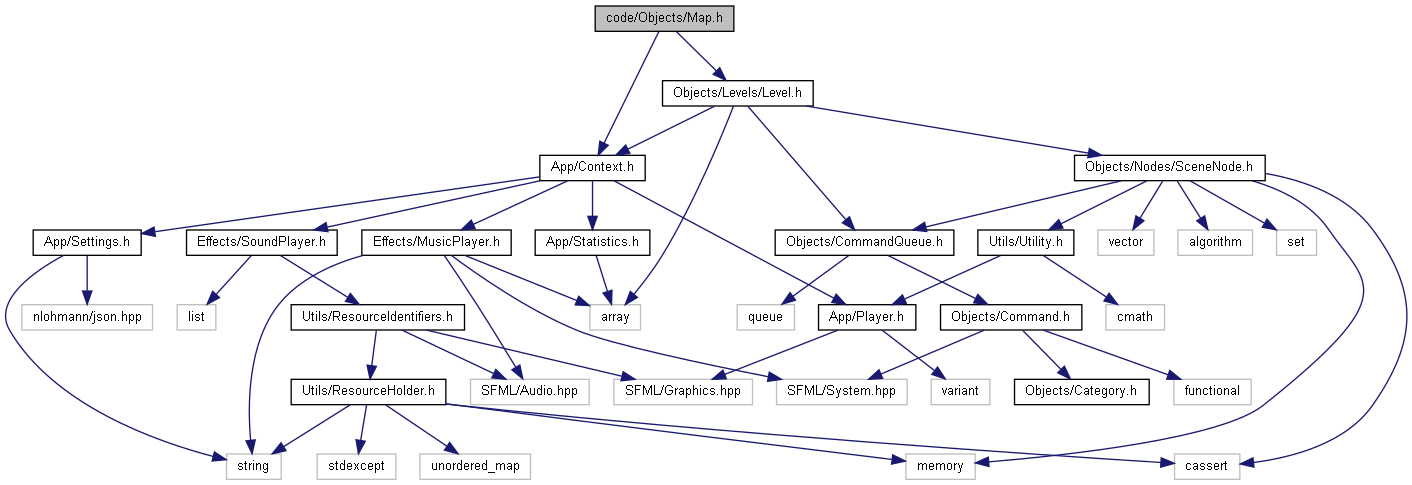 code/Objects/Map.h
Objects/Levels/Level.h
App/Context.h
Objects/Nodes/SceneNode.h
App/Settings.h
Effects/SoundPlayer.h
Effects/MusicPlayer.h
App/Statistics.h
Objects/CommandQueue.h
Utils/Utility.h
vector
algorithm
set
nlohmann/json.hpp
list
Utils/ResourceIdentifiers.h
array
queue
App/Player.h
Objects/Command.h
cmath
Utils/ResourceHolder.h
SFML/Audio.hpp
SFML/Graphics.hpp
SFML/System.hpp
variant
Objects/Category.h
functional
string
stdexcept
unordered_map
memory
cassert